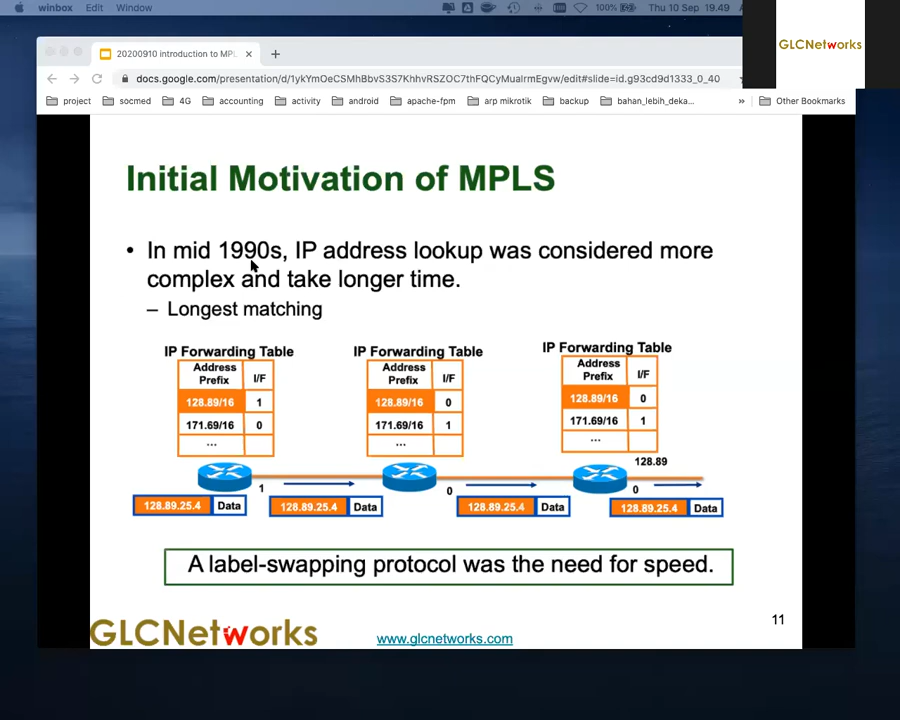 winbox Edit Window 100% Thu 10 Sep 19.49
GLCNetworks
20200910 introduction to MPL
docs.google.com/presentation/d/1ykYmOeCSMhBbvS3S7KhhvRSZOC7thFQCyMualrmEgvw/edit#slide=id.g93cd9d1333_0_40
project socmed 4G accounting activity android apache-fpm arp mikrotik backup bahan_lebih_deka... » Other Bookmarks
Initial Motivation of MPLS
• In mid 1990s, IP address lookup was considered more
complex and take longer time.
– Longest matching
IP Forwarding Table
Address Prefix I/F
128.89/16 1
171.69/16 0
...
IP Forwarding Table
Address Prefix I/F
128.89/16 0
171.69/16 1
...
IP Forwarding Table
Address Prefix I/F
128.89/16 0
171.69/16 1
...
128.89
1 0 0
128.89.25.4 Data
128.89.25.4 Data
128.89.25.4 Data
128.89.25.4 Data
A label-swapping protocol was the need for speed.
11
GLCNetworks
www.glcnetworks.com